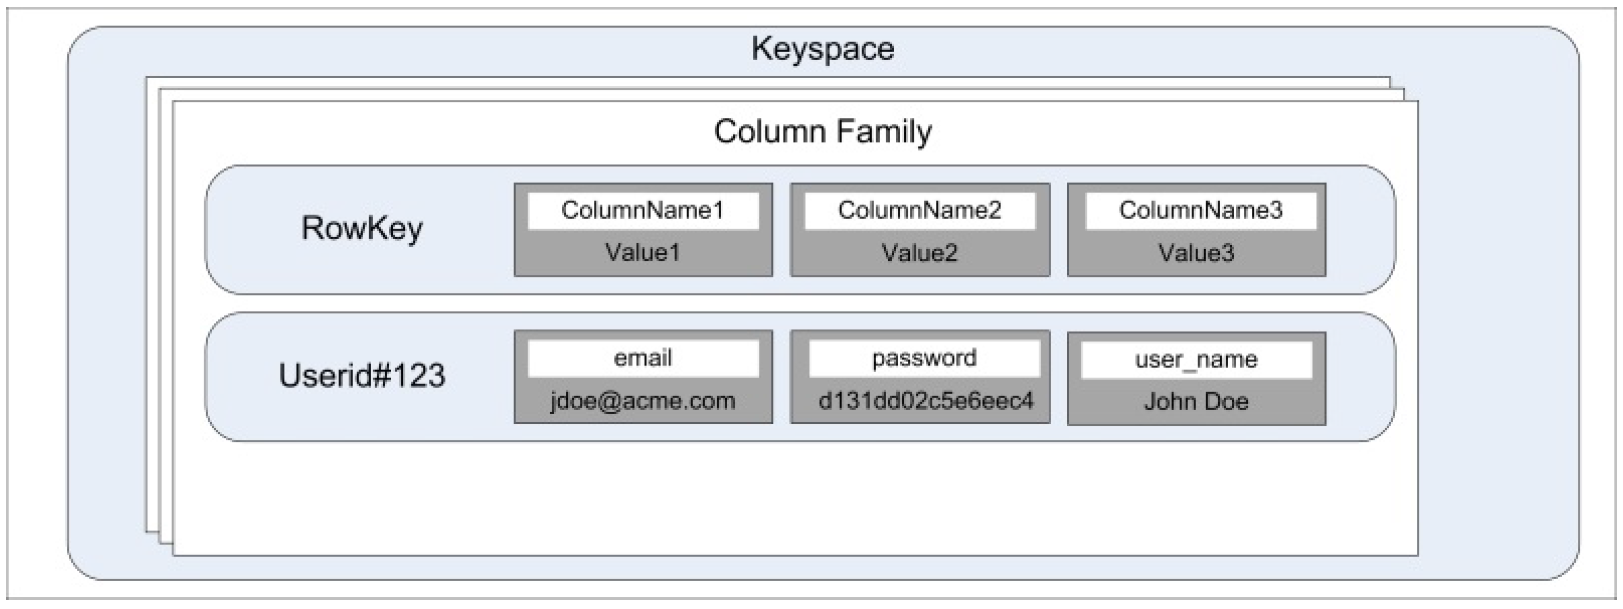 Keyspace
Column Family
RowKey
ColumnName1
Value1
ColumnName2
Value2
ColumnName3
Value3
Userid#123
email
jdoe@acme.com
password
d131dd02c5e6eec4
user_name
John Doe